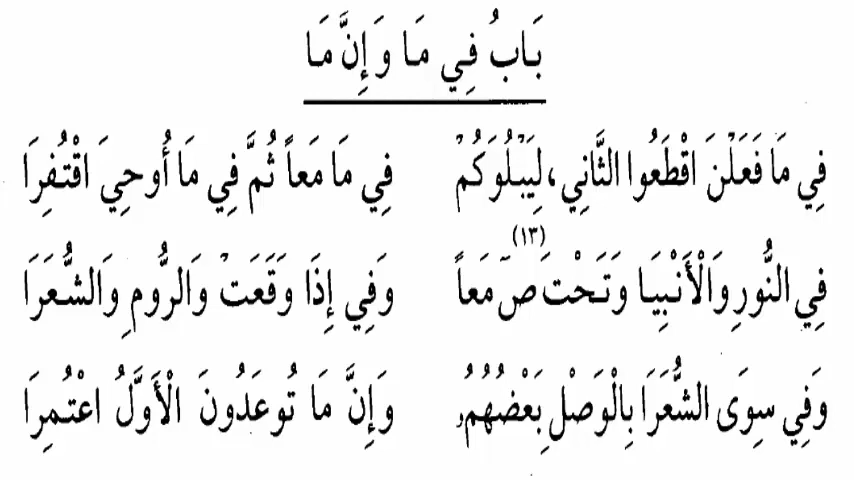 بَابُ فِي مَا وَإِنَّ مَا
فِي مَا فَعَلْنَ اقْطَعُوا الثَّانِي، لِيَبْلُوَكُمْ فِي مَا مَعاً ثُمَّ فِي مَا أُوحِيَ اقْتُفِرَا
فِي النُّورِ وَالْأَنْبِيَا وَتَحْتَ صَ مَعاً (١٣) وَفِي إِذَا وَقَعَتْ وَالرُّومِ وَالشُّعَرَا
وَفِي سِوَى الشُّعَرَا بِالْوَصْلِ بَعْضُهُمُ وَإِنَّ مَا تُوعَدُونَ الْأَوَّلُ اعْتُمِرَا